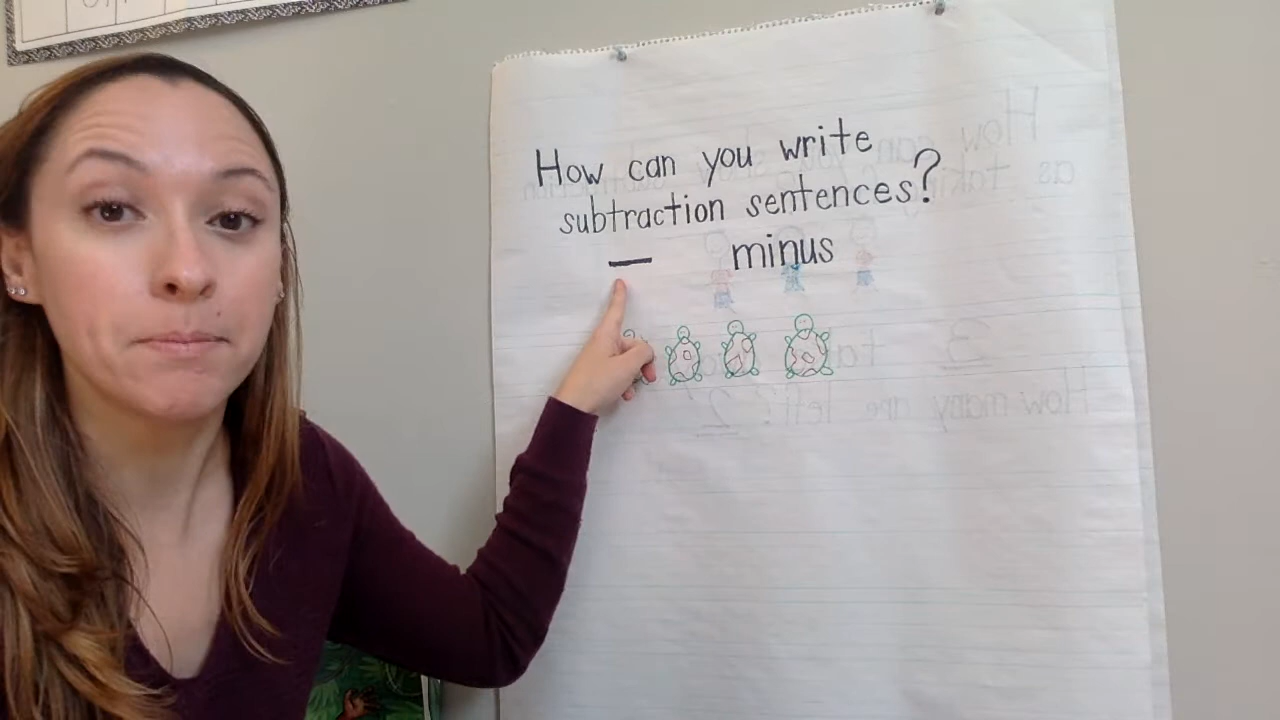 How can you write
subtraction sentences?
— minus